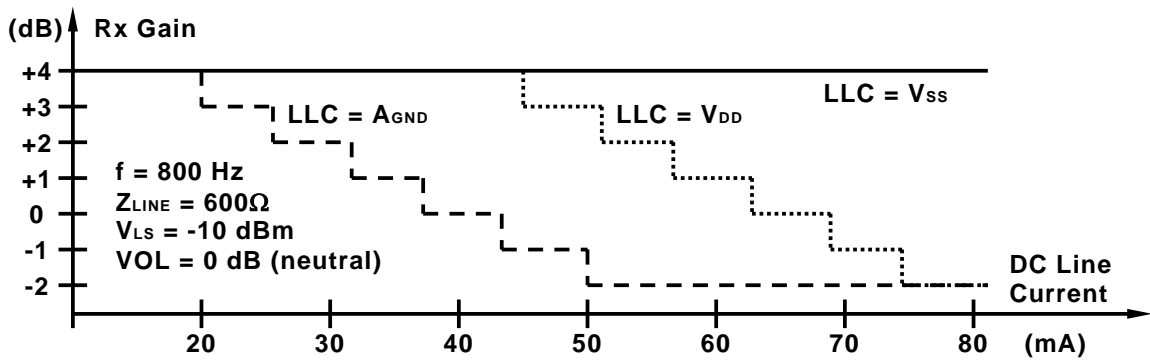 (dB) Rx Gain
+4
+3
+2
+1
0
-1
-2
LLC = VSS
LLC = AGND
LLC = VDD
f = 800 Hz
ZLINE = 600Ω
VLS = -10 dBm
VOL = 0 dB (neutral)
DC Line
Current
20 30 40 50 60 70 80 (mA)